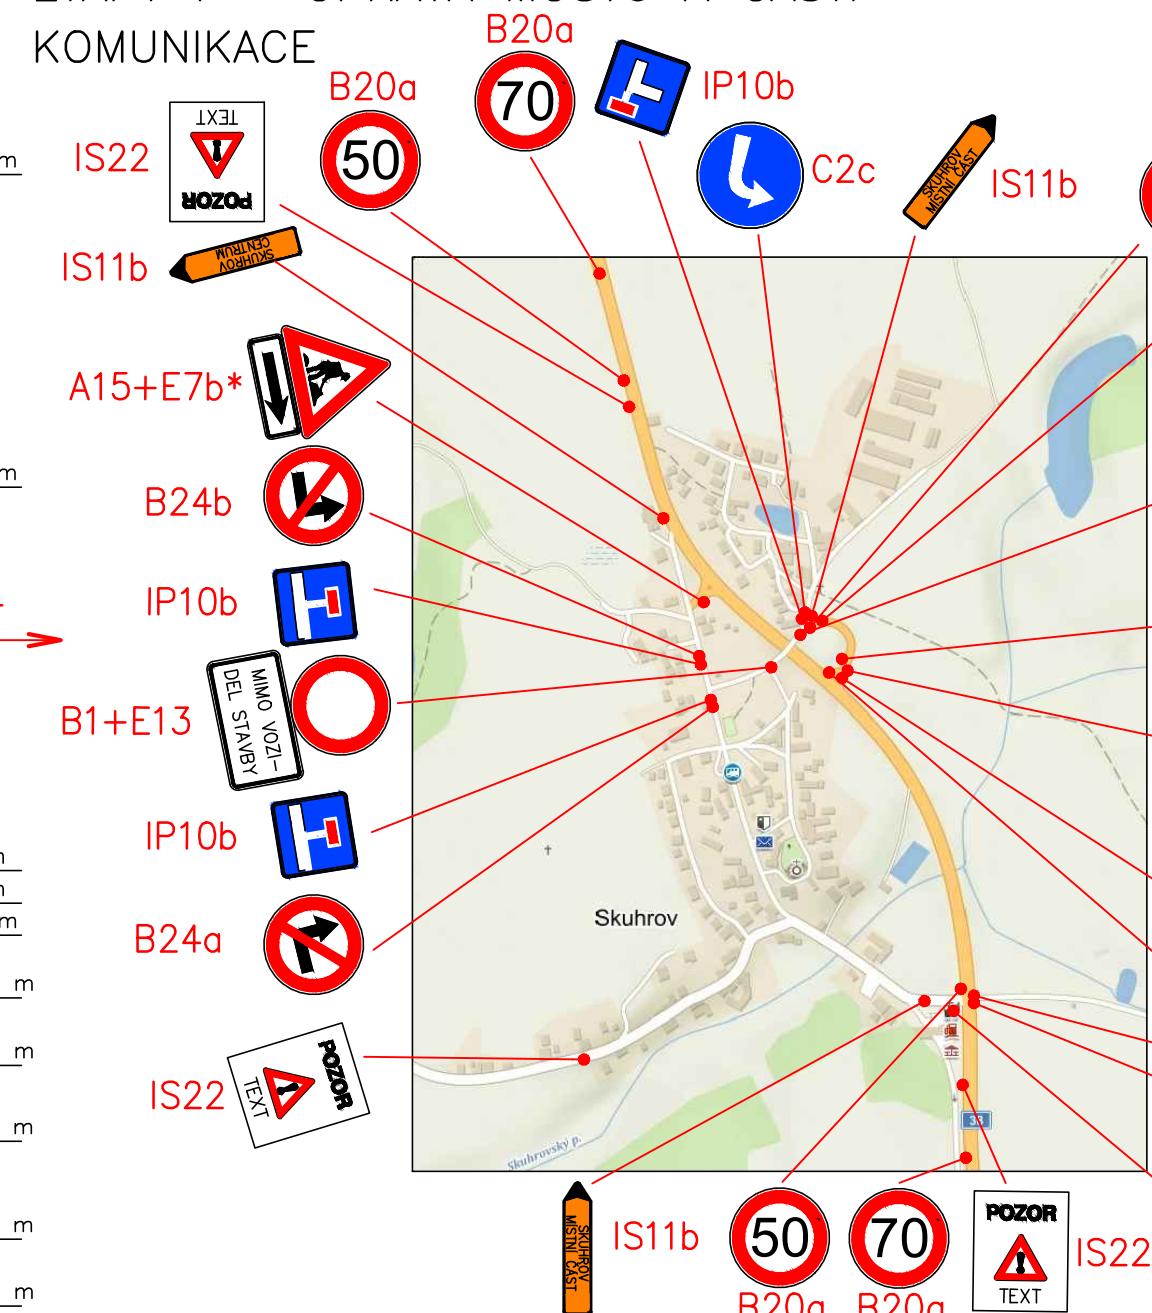 KOMUNIKACE
B20a
70
IP10b
B20a
50
TEXT
POZOR
IS22
C2c
SKUHROV
MÍSTNÍ ČÁST
IS11b
IS11b
SKUHROV
CENTRUM
A15+E7b*
B24b
IP10b
MIMO VOZI-
DEL STAVBY
B1+E13
IP10b
B24a
POZOR
TEXT
IS22
Skuhrov
Skuhrovský p.
38
SKUHROV
MÍSTNÍ ČÁST
IS11b
50
B20a
70
B20a
POZOR
TEXT
IS22
m
m
m
m
m
m
m
m